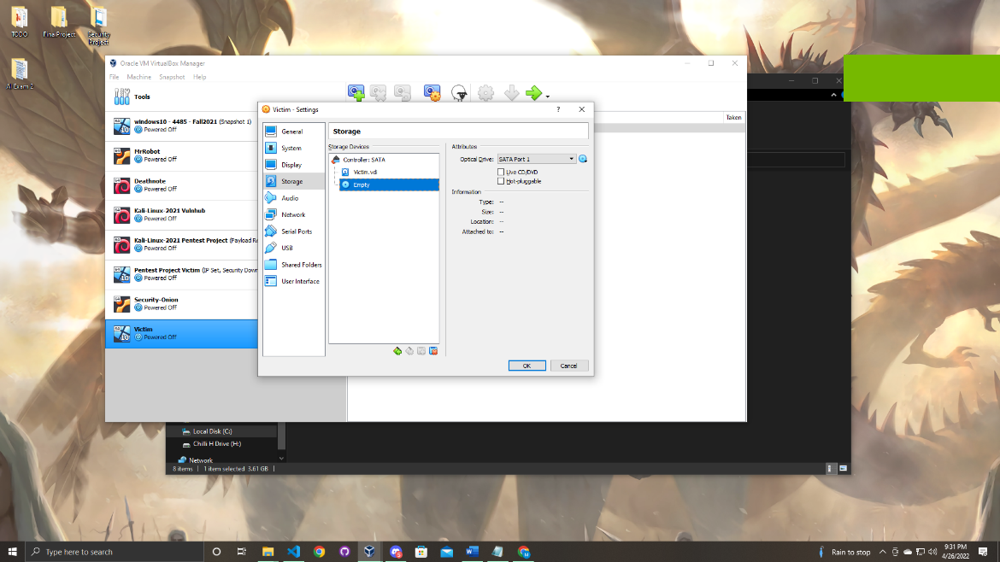 TODO
FinalProject
Security
Project
AI Exam 2
Oracle VM VirtualBox Manager
File Machine Snapshot Help
Tools
Taken
windows10 - 4485 - Fall2021 (Snapshot 1)
Powered Off
MrRobot
Powered Off
Deathnote
Powered Off
Kali-Linux-2021 Vulnhub
Powered Off
Kali-Linux-2021 Pentest Project (Payload Re
Powered Off
Pentest Project Victim (IP Set, Security Down
Powered Off
Security-Onion
Powered Off
Victim
Powered Off
Victim - Settings
General
System
Display
Storage
Audio
Network
Serial Ports
USB
Shared Folders
User Interface
Storage
Storage Devices
Controller: SATA
Victim.vdi
Empty
Attributes
Optical Drive: SATA Port 1
Live CD/DVD
Hot-pluggable
Information
Type: --
Size: --
Location: --
Attached to: --
OK Cancel
Local Disk (C:)
Chilli H Drive (H:)
Network
8 items 1 item selected 3.61 GB
Type here to search
Rain to stop
9:31 PM
4/26/2022